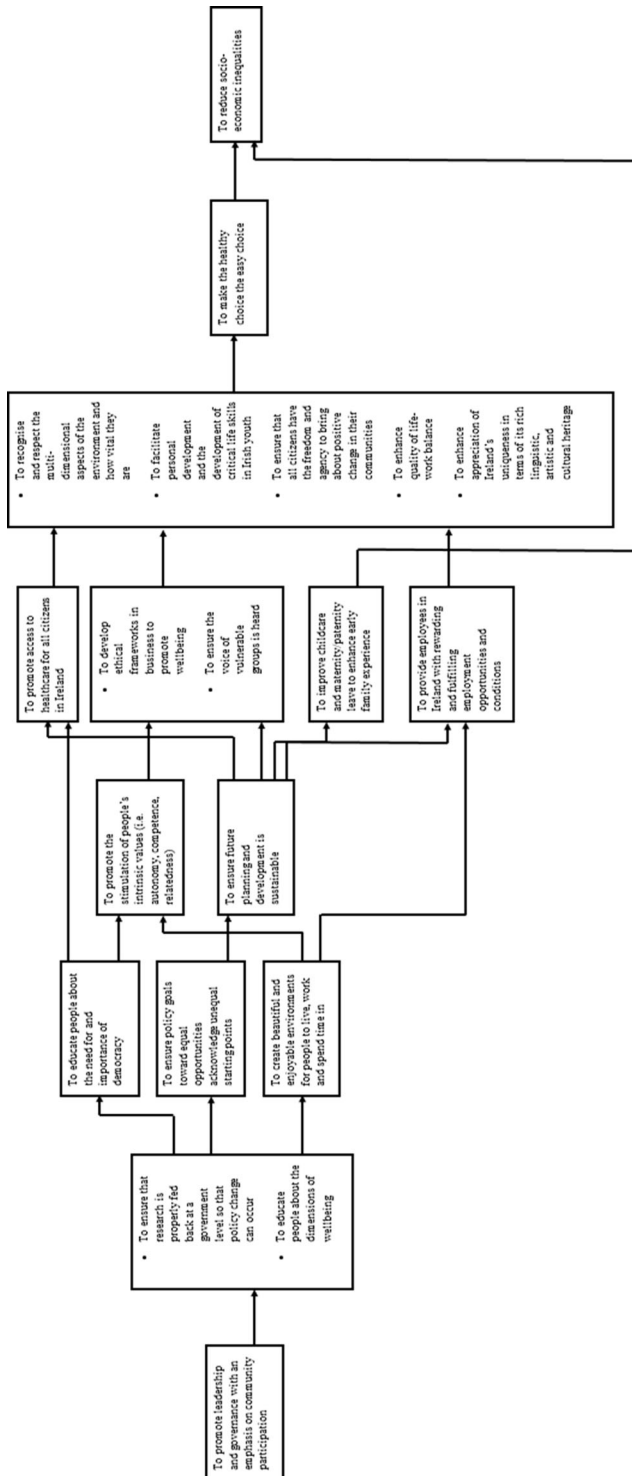 To promote leadership
and governance with an
emphasis on community
participation
• To ensure that
research is
properly fed
back at a
government
level so that
policy change
can occur
• To educate
people about the
dimensions of
wellbeing
To educate people about
the need for and
importance of
democracy
To ensure policy goals
toward equal
opportunities
acknowledge unequal
starting points
To create beautiful and
enjoyable environments
for people to live, work
and spend time in
To promote the
stimulation of people's
intrinsic values (i.e.
autonomy, competence,
relatedness)
To ensure future
planning and
development is
sustainable
To promote access to
healthcare for all citizens
in Ireland
• To develop
ethical
frameworks in
business to
promote
wellbeing
• To ensure the
voice of
vulnerable
groups is heard
To improve childcare
and maternity/paternity
leave to enhance early
family experience
To provide employees in
Ireland with rewarding
and fulfilling
employment
opportunities and
conditions
• To recognise
and respect the
multi-
dimensional
aspects of the
environment and
how vital they
are
• To facilitate
personal
development
and the
development of
critical life skills
in Irish youth
• To ensure that
all citizens have
the freedom and
agency to bring
about positive
change in their
communities
• To enhance
quality of life-
work balance
• To enhance
appreciation of
Ireland's
uniqueness in
terms of its rich
linguistic,
artistic and
cultural heritage
To make the healthy
choice the easy choice
To reduce socio-
economic inequalities